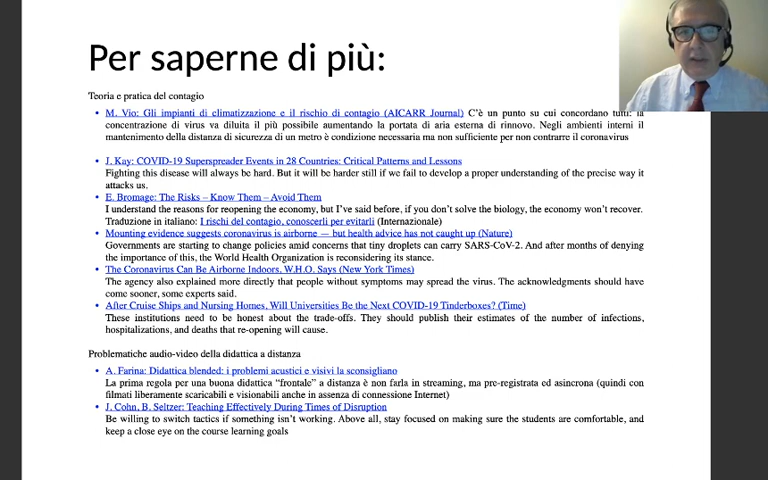 Per saperne di più:
Teoria e pratica del contagio
• M. Vio: Gli impianti di climatizzazione e il rischio di contagio (AICARR Journal) C'è un punto su cui concordano tutti: la
concentrazione di virus va diluita il più possibile aumentando la portata di aria esterna di rinnovo. Negli ambienti interni il
mantenimento della distanza di sicurezza di un metro è condizione necessaria ma non sufficiente per non contrarre il coronavirus
• J. Kay: COVID-19 Superspreader Events in 28 Countries: Critical Patterns and Lessons
Fighting this disease will always be hard. But it will be harder still if we fail to develop a proper understanding of the precise way it
attacks us.
• E. Bromage: The Risks – Know Them – Avoid Them
I understand the reasons for reopening the economy, but I've said before, if you don't solve the biology, the economy won't recover.
Traduzione in italiano: I rischi del contagio, conoscerli per evitarli (Internazionale)
• Mounting evidence suggests coronavirus is airborne — but health advice has not caught up (Nature)
Governments are starting to change policies amid concerns that tiny droplets can carry SARS-CoV-2. And after months of denying
the importance of this, the World Health Organization is reconsidering its stance.
• The Coronavirus Can Be Airborne Indoors, W.H.O. Says (New York Times)
The agency also explained more directly that people without symptoms may spread the virus. The acknowledgments should have
come sooner, some experts said.
• After Cruise Ships and Nursing Homes, Will Universities Be the Next COVID-19 Tinderboxes? (Time)
These institutions need to be honest about the trade-offs. They should publish their estimates of the number of infections,
hospitalizations, and deaths that re-opening will cause.
Problematiche audio-video della didattica a distanza
• A. Farina: Didattica blended: i problemi acustici e visivi la sconsigliano
La prima regola per una buona didattica "frontale" a distanza è non farla in streaming, ma pre-registrata ed asincrona (quindi con
filmati liberamente scaricabili e visionabili anche in assenza di connessione Internet)
• J. Cohn, B. Seltzer: Teaching Effectively During Times of Disruption
Be willing to switch tactics if something isn't working. Above all, stay focused on making sure the students are comfortable, and
keep a close eye on the course learning goals